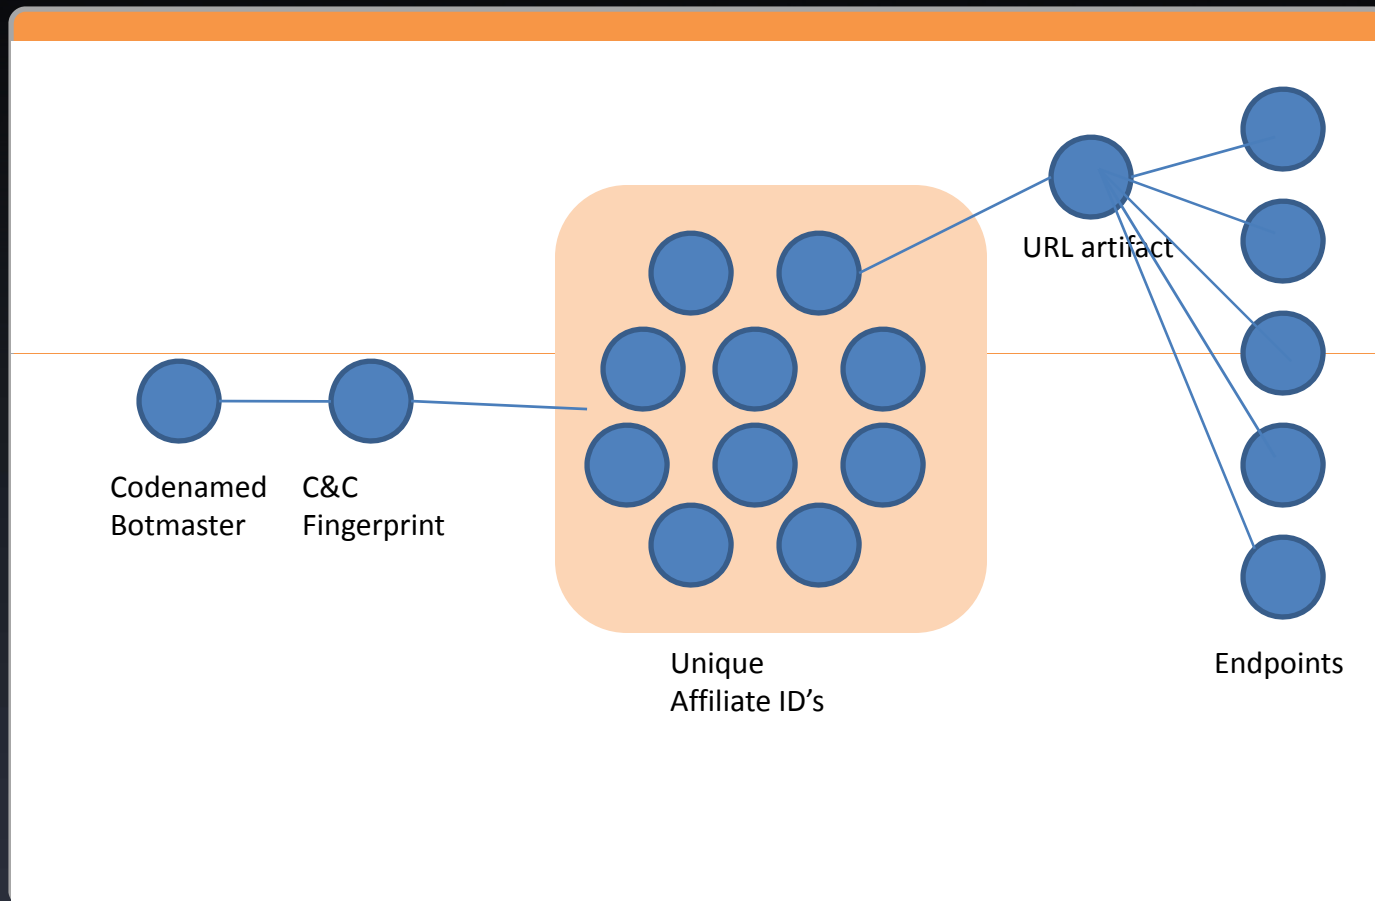 URL artifact
Codenamed
Botmaster
C&C
Fingerprint
Unique
Affiliate ID’s
Endpoints